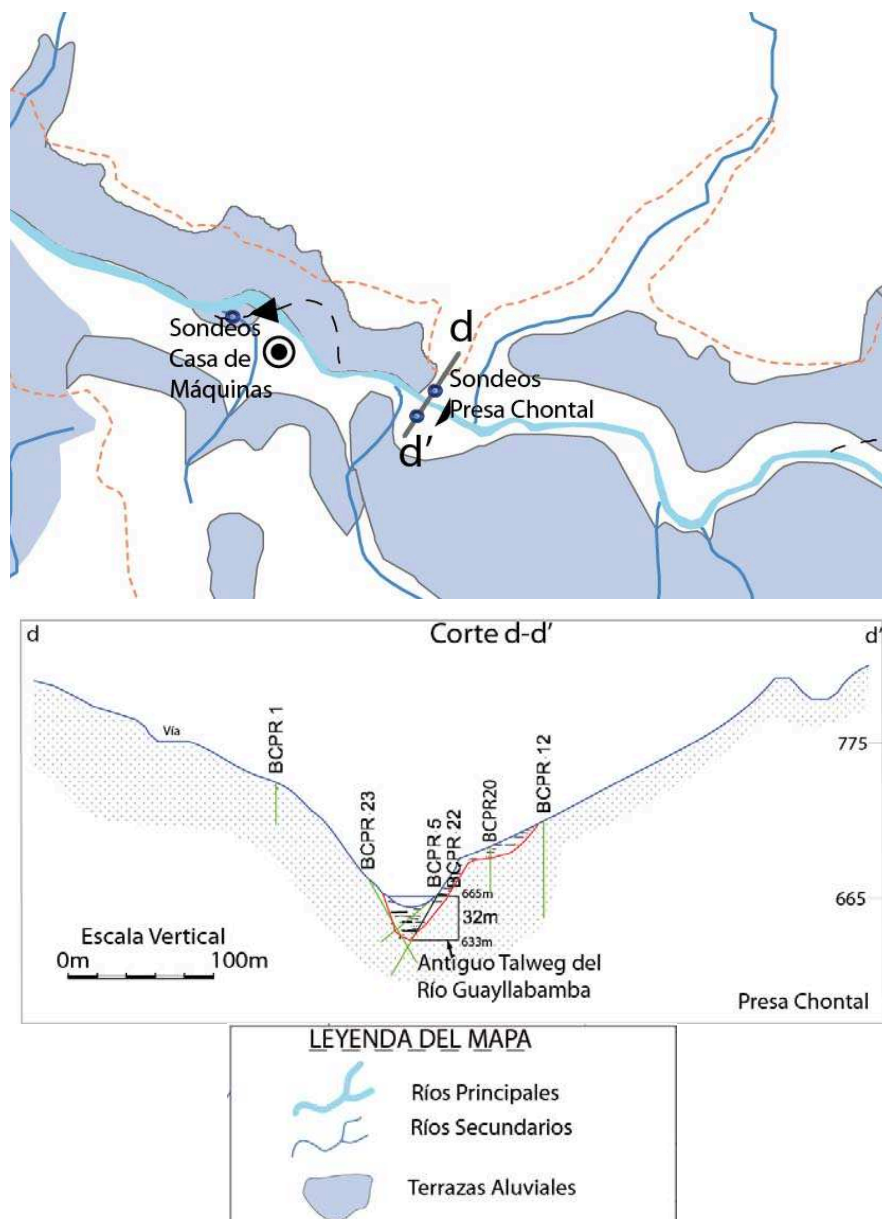 d
Sondeos
Presa Chontal
d'
Sondeos
Casa de
Máquinas
d
Corte d-d'
d'
Vía
BCPR 1
BCPR 23
BCPR 5
BCPR 22
BCPR20
BCPR 12
775
665m
665
32m
633m
Escala Vertical
0m 100m
Antiguo Talweg del
Río Guayllabamba
Presa Chontal
LEYENDA DEL MAPA
Ríos Principales
Ríos Secundarios
Terrazas Aluviales